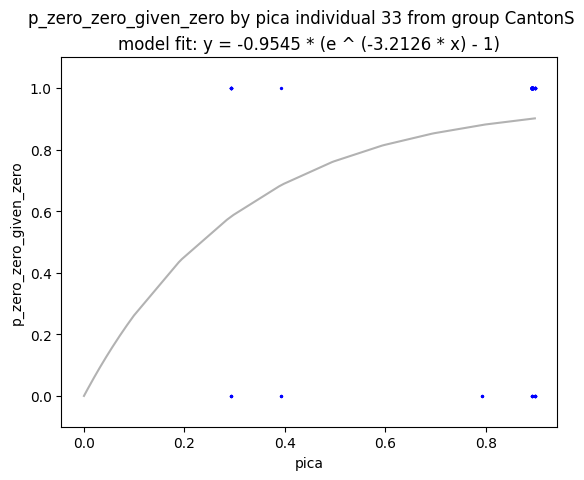 p_zero_zero_given_zero by pica individual 33 from group CantonS
model fit: y = -0.9545 * (e ^ (-3.2126 * x) - 1)
1.0
0.8
0.6
0.4
0.2
0.0
p_zero_zero_given_zero
0.0 0.2 0.4 0.6 0.8
pica